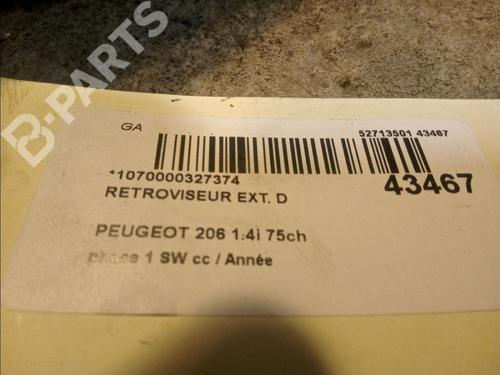 B-PARTS
GA
52713501 43467
*1070000327374
43467
RETROVISEUR EXT. D
PEUGEOT 206 1.4i 75ch
phase 1 SW cc / Année